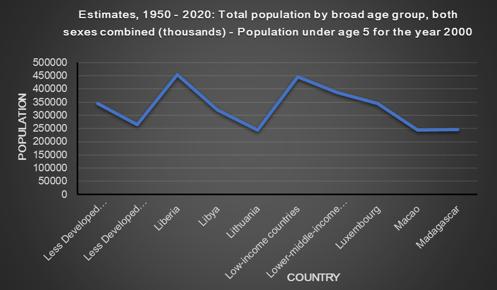 Estimates, 1950 - 2020: Total population by broad age group, both
sexes combined (thousands) - Population under age 5 for the year 2000
POPULATION
500000
450000
400000
350000
300000
250000
200000
150000
100000
50000
0
Less Developed...
Less Developed...
Liberia
Libya
Lithuania
Low-income countries
Lower-middle-income...
Luxembourg
Macao
Madagascar
COUNTRY